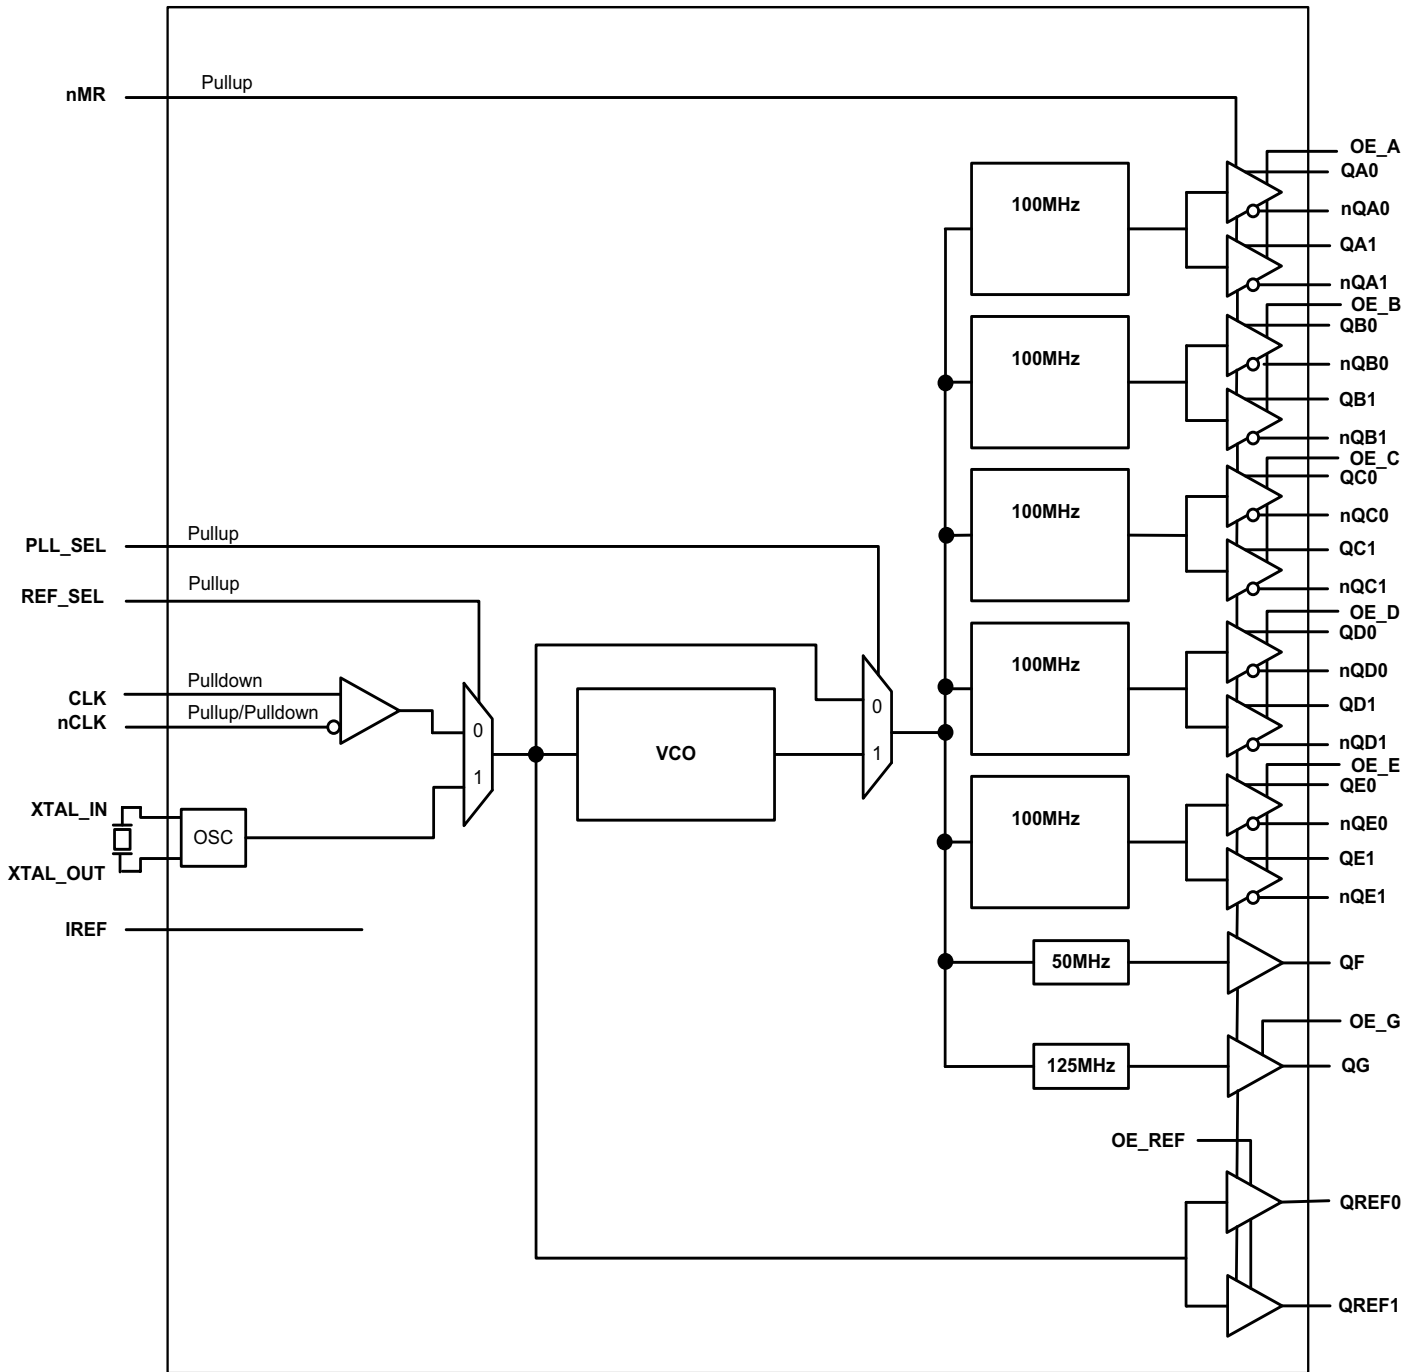 nMR
Pullup
OE_A
QA0
100MHz
nQA0
QA1
nQA1
OE_B
QB0
100MHz
nQB0
QB1
nQB1
OE_C
QC0
100MHz
nQC0
PLL_SEL
Pullup
QC1
REF_SEL
Pullup
nQC1
OE_D
QD0
100MHz
nQD0
CLK
Pulldown
nCLK
Pullup/Pulldown
0
1
VCO
0
1
QD1
nQD1
OE_E
QE0
XTAL_IN
OSC
XTAL_OUT
100MHz
nQE0
QE1
nQE1
IREF
50MHz
QF
OE_G
125MHz
QG
OE_REF
QREF0
QREF1